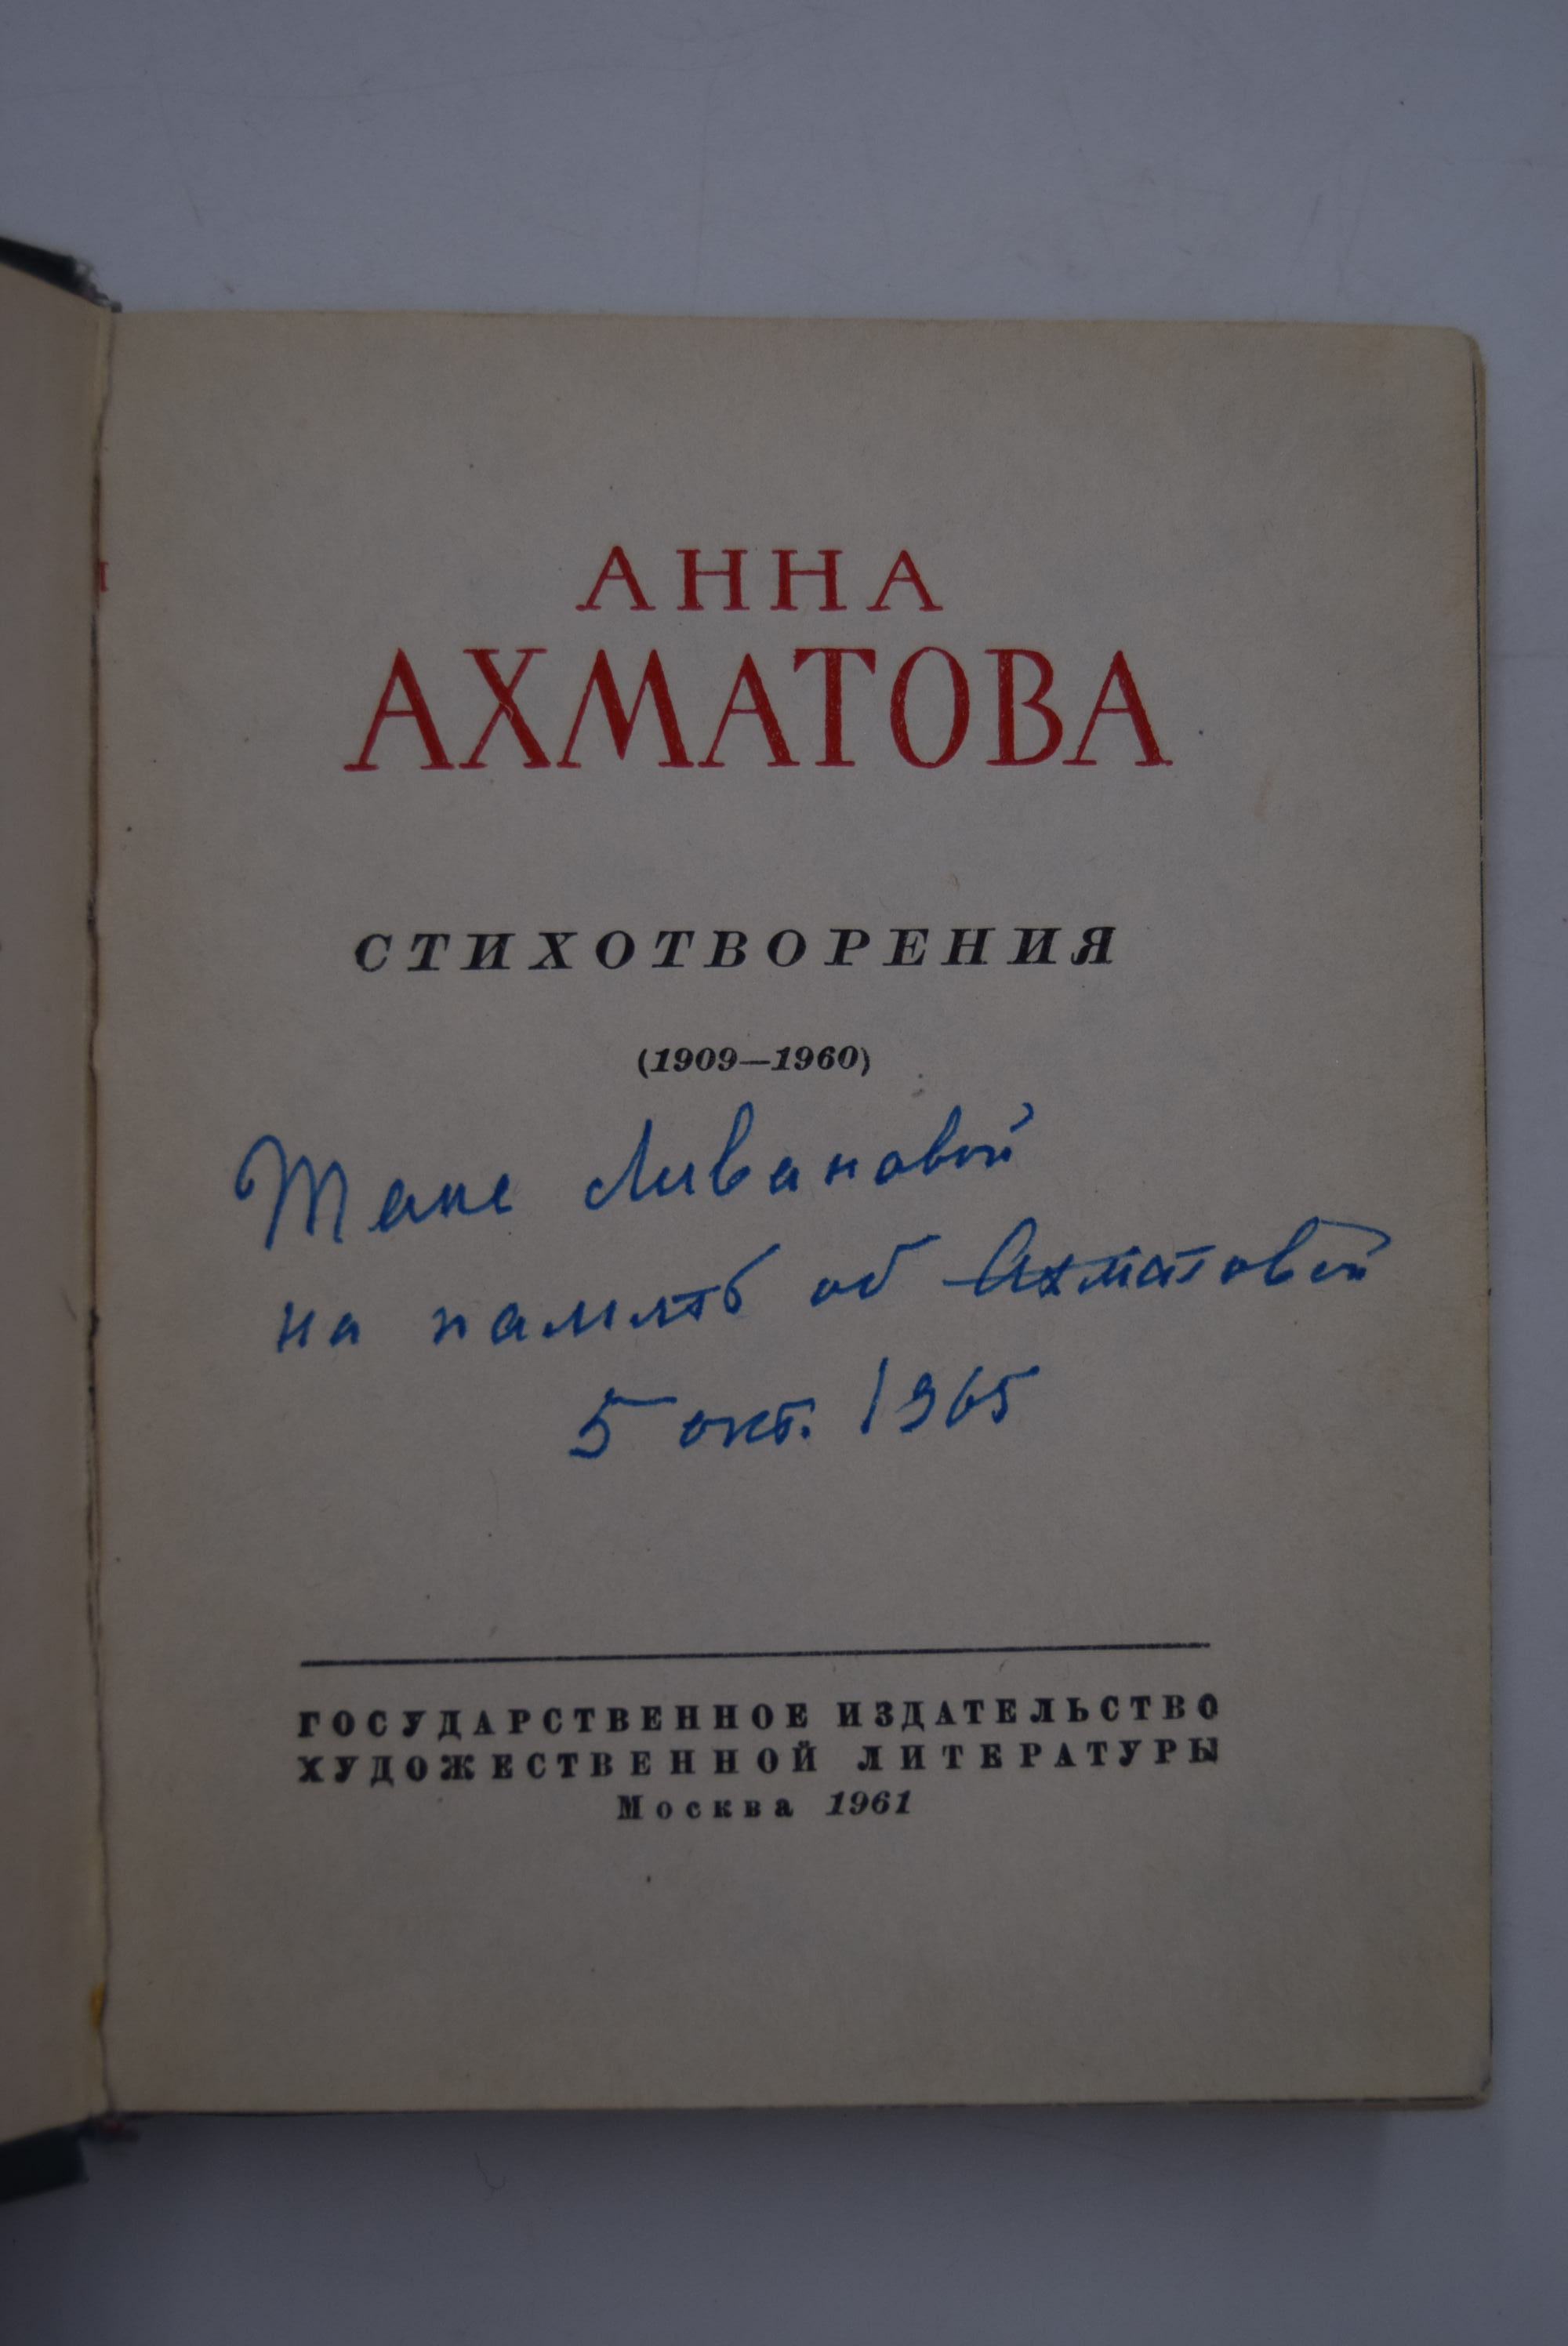 АННА
АХМАТОВА
СТИХОТВОРЕНИЯ
(1909—1960)
Тане Ливановой
на память об Ахматовой
5 окт. 1965
ГОСУДАРСТВЕННОЕ ИЗДАТЕЛЬСТВО
ХУДОЖЕСТВЕННОЙ ЛИТЕРАТУРЫ
Москва 1961